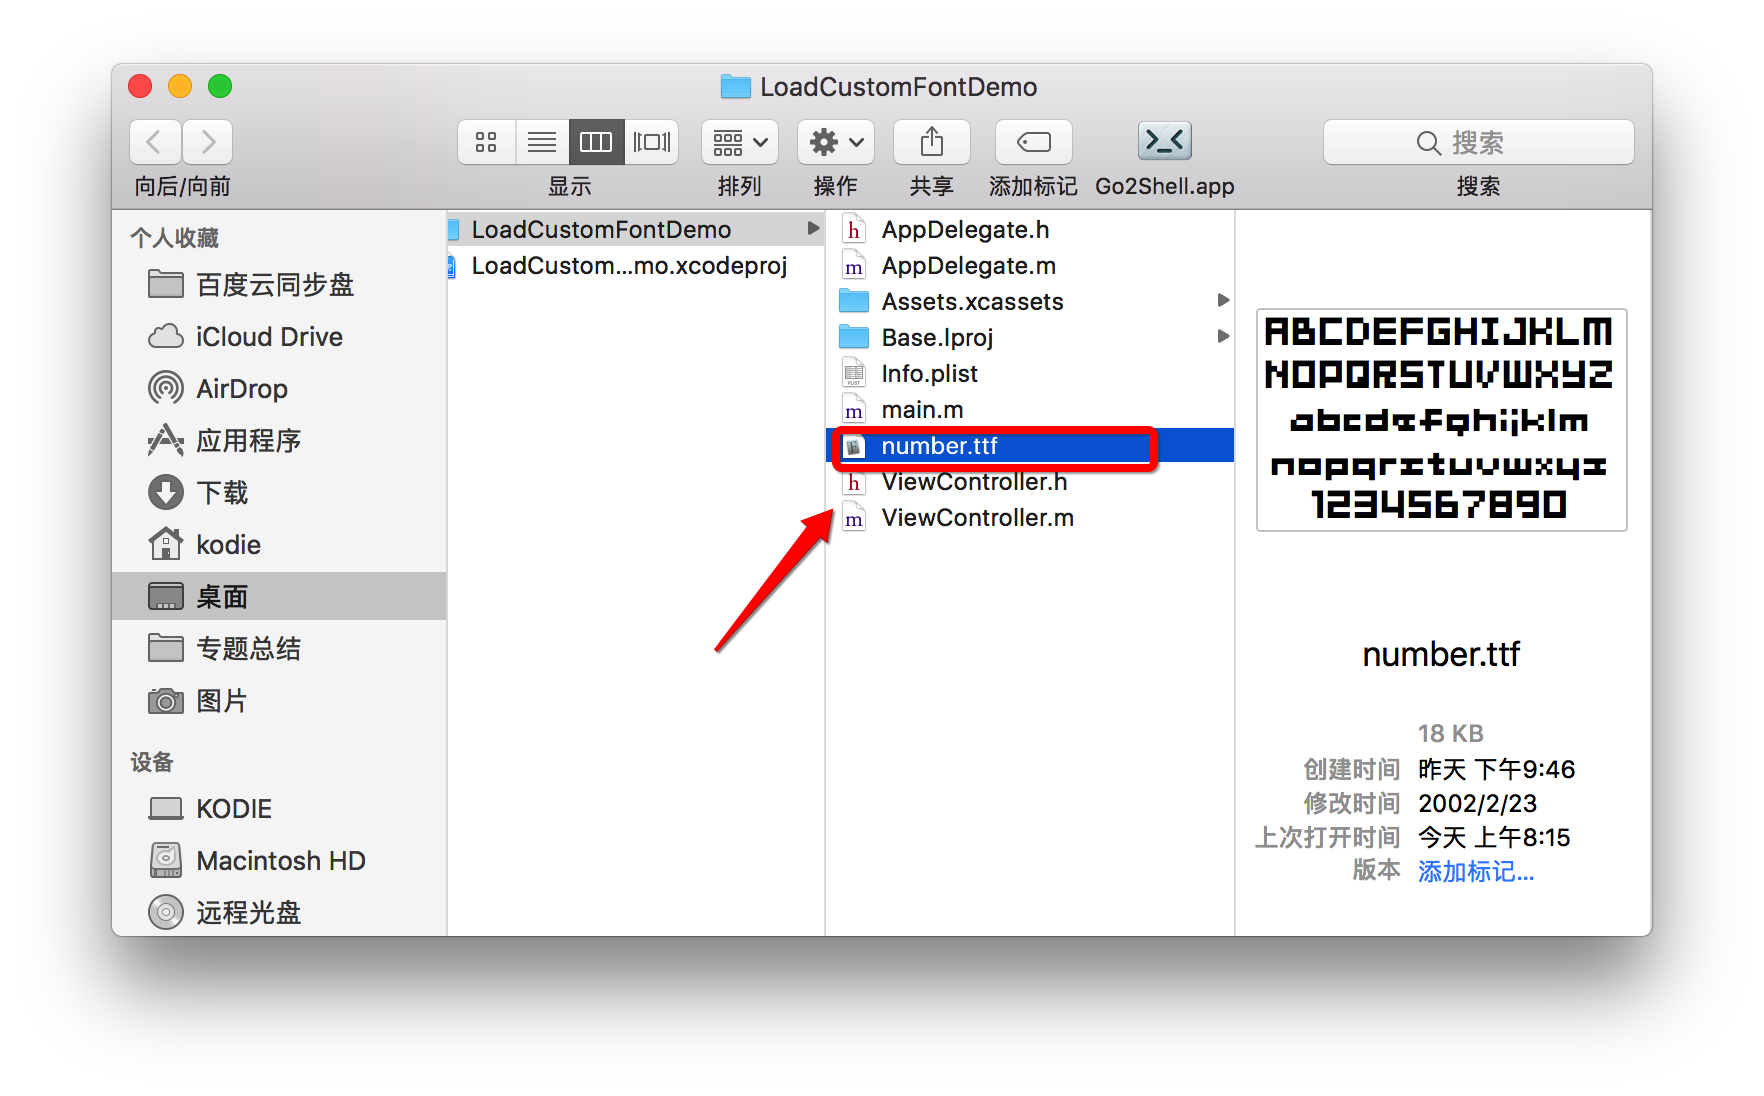 LoadCustomFontDemo
向后/向前
显示
排列
操作
共享
添加标记
Go2Shell.app
搜索
搜索
个人收藏
百度云同步盘
iCloud Drive
AirDrop
应用程序
下载
kodie
桌面
专题总结
图片
设备
KODIE
Macintosh HD
远程光盘
LoadCustomFontDemo
LoadCustom...mo.xcodeproj
h AppDelegate.h
m AppDelegate.m
Assets.xcassets
Base.lproj
PLIST Info.plist
m main.m
number.ttf
h ViewController.h
m ViewController.m
ABCDEFGHIJKLM
NOPQRSTUVWXYZ
abcdefghijklm
nopqrstuvwxyz
1234567890
number.ttf
18 KB
创建时间 昨天 下午9:46
修改时间 2002/2/23
上次打开时间 今天 上午8:15
版本 添加标记...